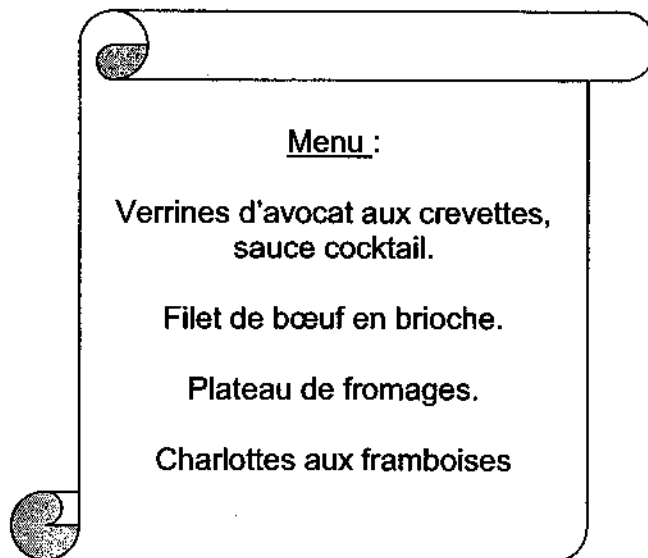 Menu :
Verrines d'avocat aux crevettes,
sauce cocktail.
Filet de bœuf en brioche.
Plateau de fromages.
Charlottes aux framboises